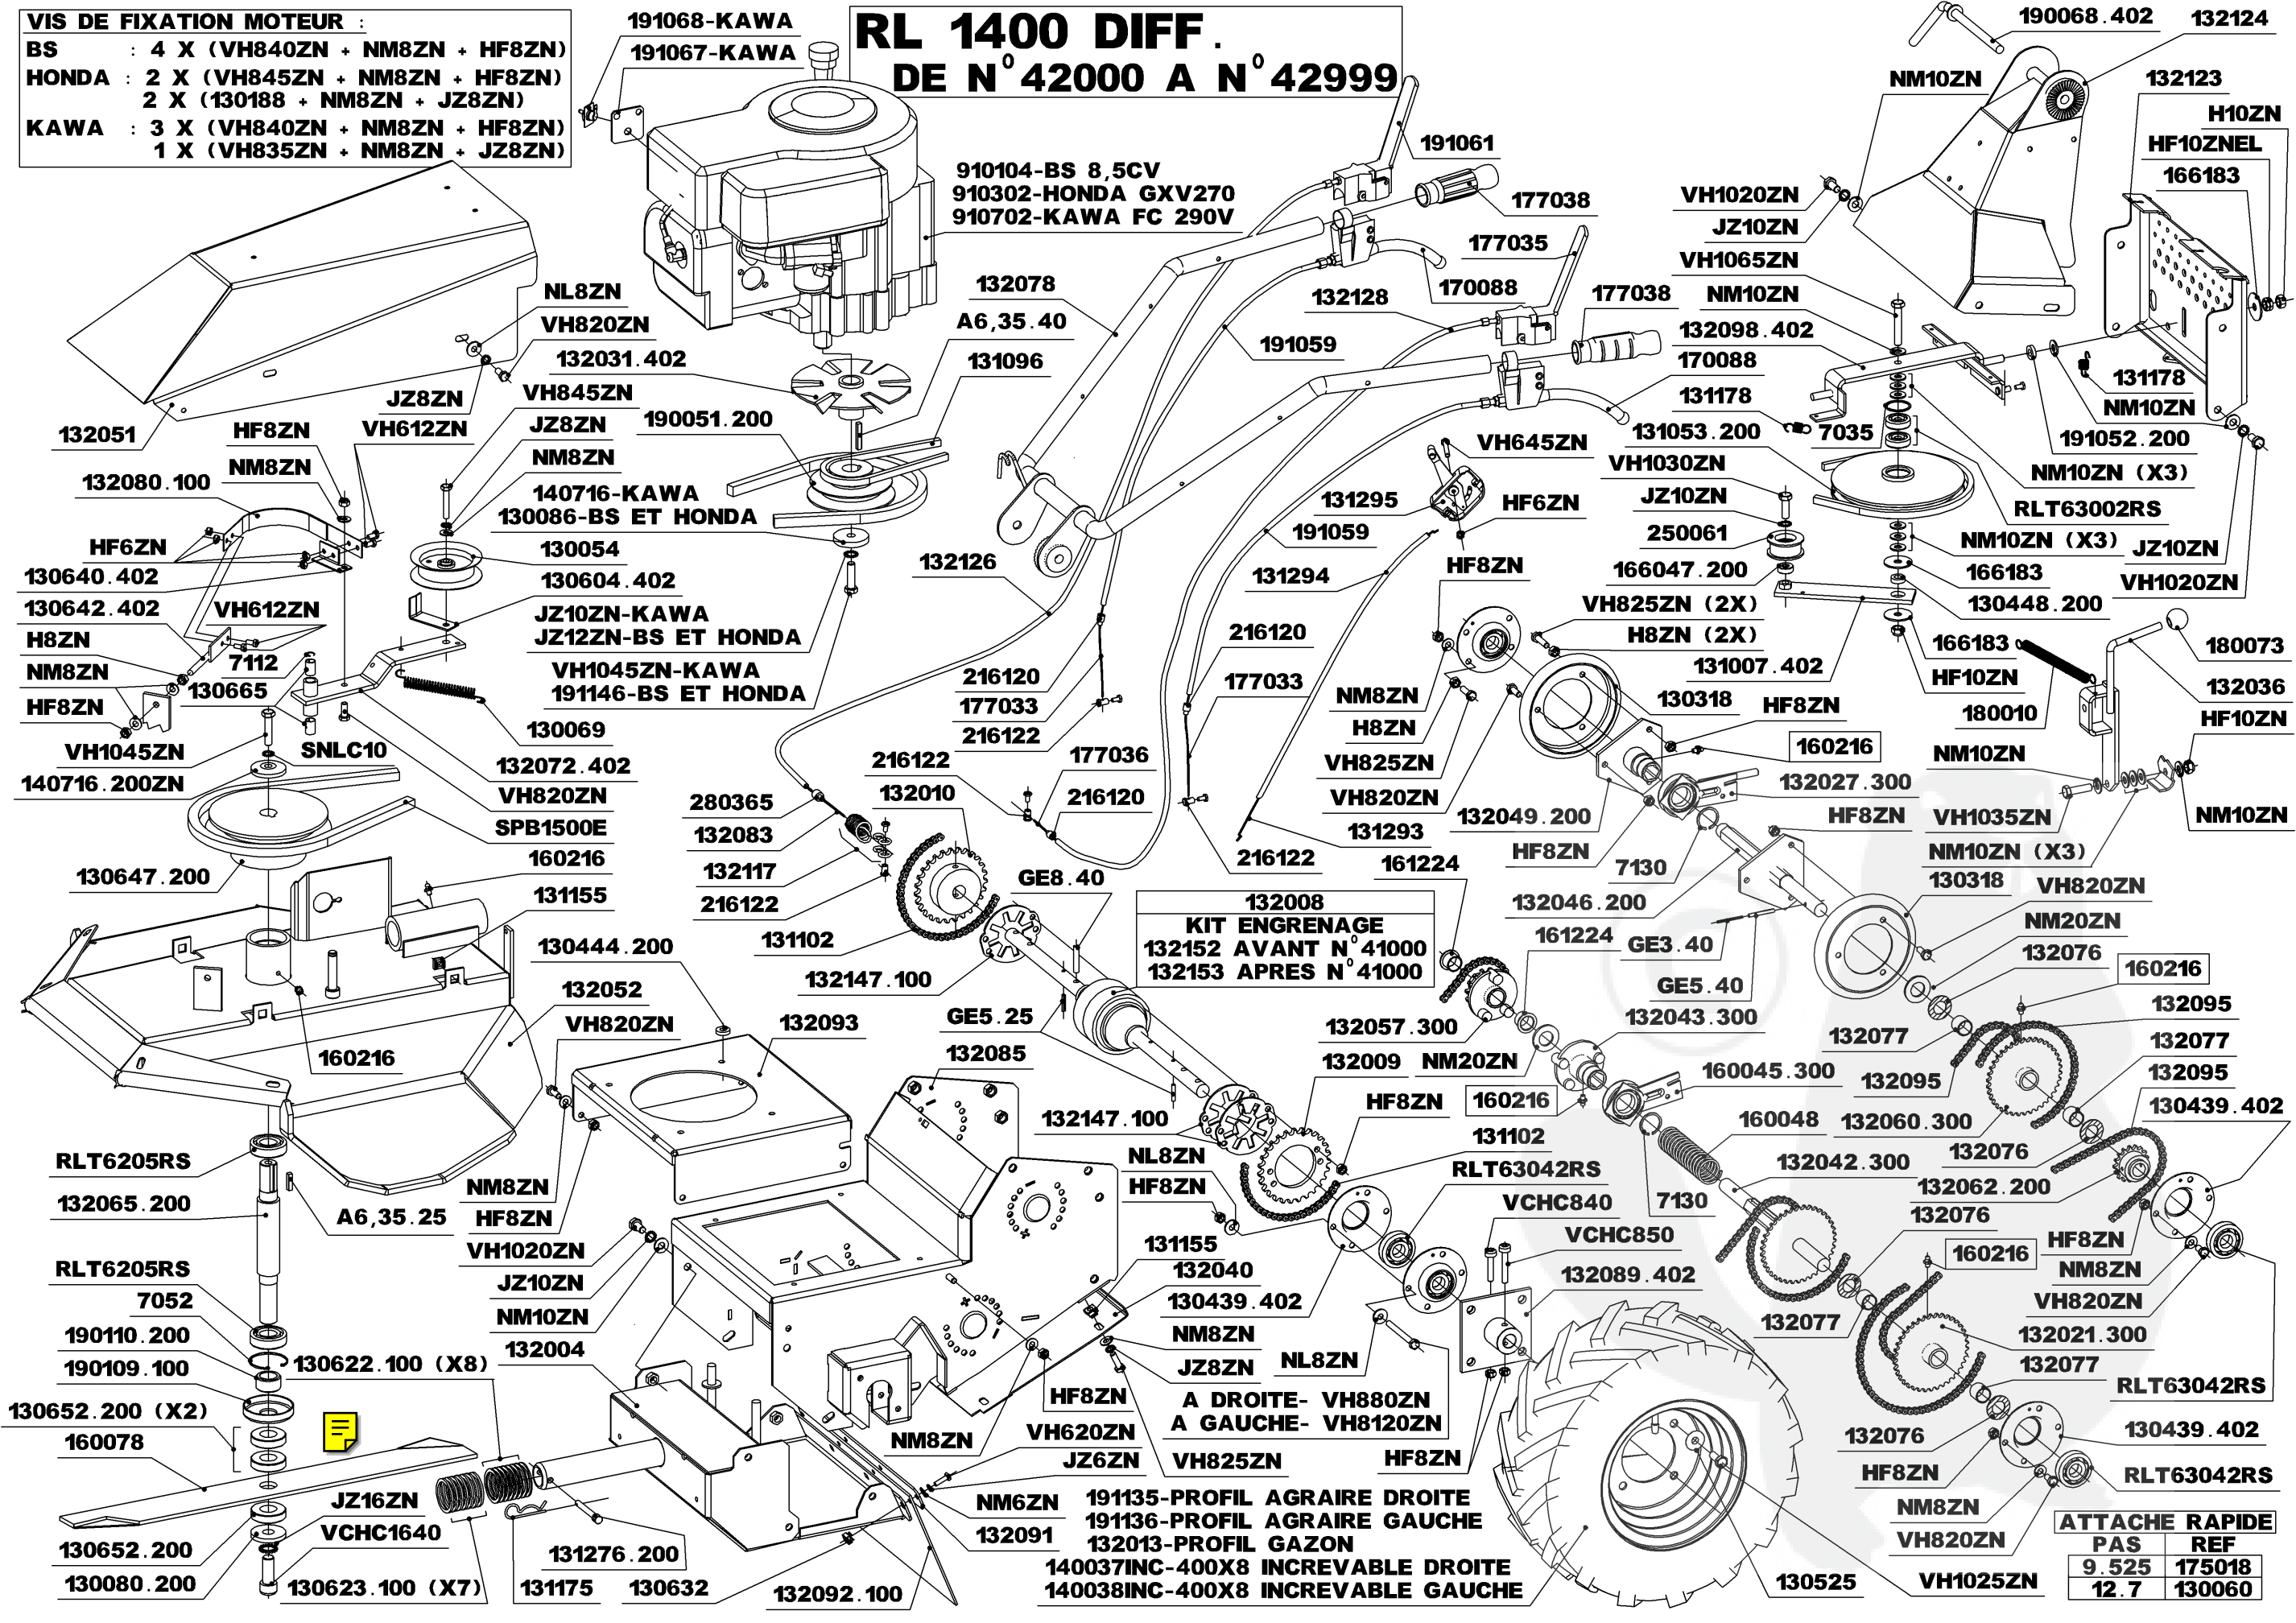 VIS DE FIXATION MOTEUR :
BS : 4 X (VH840ZN + NM8ZN + HF8ZN)
HONDA : 2 X (VH845ZN + NM8ZN + HF8ZN)
2 X (130188 + NM8ZN + JZ8ZN)
KAWA : 3 X (VH840ZN + NM8ZN + HF8ZN)
1 X (VH835ZN + NM8ZN + JZ8ZN)
191068-KAWA
191067-KAWA
RL 1400 DIFF.
DE N° 42000 A N° 42999
910104-BS 8,5CV
910302-HONDA GXV270
910702-KAWA FC 290V
191061
177038
177035
170088
177038
170088
132128
191059
132078
A6,35.40
131096
NL8ZN
VH820ZN
132031.402
VH845ZN
190051.200
JZ8ZN
JZ8ZN
NM8ZN
132051
HF8ZN
VH612ZN
NM8ZN
132080.100
140716-KAWA
130086-BS ET HONDA
HF6ZN
130054
130640.402
130604.402
130642.402
VH612ZN
JZ10ZN-KAWA
JZ12ZN-BS ET HONDA
H8ZN
7112
NM8ZN
130665
VH1045ZN-KAWA
191146-BS ET HONDA
HF8ZN
130069
VH1045ZN
SNLC10
132072.402
140716.200ZN
VH820ZN
SPB1500E
130647.200
160216
131155
190068.402
132124
NM10ZN
132123
H10ZN
HF10ZNEL
166183
VH1020ZN
JZ10ZN
VH1065ZN
NM10ZN
132098.402
131178
131178
NM10ZN
7035
191052.200
131053.200
VH1030ZN
NM10ZN (X3)
JZ10ZN
RLT63002RS
250061
NM10ZN (X3)
JZ10ZN
166047.200
166183
VH1020ZN
VH825ZN (2X)
130448.200
H8ZN (2X)
166183
180073
131007.402
HF10ZN
132036
180010
HF10ZN
NM10ZN
VH1035ZN
NM10ZN
NM10ZN (X3)
VH645ZN
131295
HF6ZN
191059
131294
HF8ZN
132126
216120
216120
177033
177033
216122
NM8ZN
H8ZN
VH825ZN
130318
HF8ZN
160216
VH820ZN
132027.300
132049.200
HF8ZN
HF8ZN
131293
216122
7130
161224
216122
177036
132010
280365
216120
132083
132117
216122
131102
GE8.40
132147.100
132008
KIT ENGRENAGE
132152 AVANT N°41000
132153 APRES N°41000
GE5.25
132046.200
130318
VH820ZN
161224
GE3.40
NM20ZN
132076
GE5.40
160216
132057.300
132043.300
132095
132077
132077
NM20ZN
160045.300
132095
132095
160216
130439.402
160048
132060.300
132042.300
132076
7130
132062.200
132076
HF8ZN
160216
NM8ZN
VH820ZN
132077
132021.300
132077
RLT63042RS
132076
130439.402
HF8ZN
RLT63042RS
NM8ZN
VH820ZN
130444.200
132052
VH820ZN
132093
132085
160216
132009
132147.100
HF8ZN
131102
NL8ZN
RLT63042RS
HF8ZN
VCHC840
VCHC850
131155
132040
132089.402
130439.402
NM8ZN
JZ8ZN
NL8ZN
HF8ZN
A DROITE- VH880ZN
A GAUCHE- VH8120ZN
NM8ZN
VH620ZN
VH825ZN
HF8ZN
JZ6ZN
NM6ZN
132091
RLT6205RS
132065.200
A6,35.25
NM8ZN
HF8ZN
VH1020ZN
JZ10ZN
RLT6205RS
7052
NM10ZN
190110.200
132004
190109.100
130622.100 (X8)
130652.200 (X2)
160078
JZ16ZN
VCHC1640
130652.200
130080.200
130623.100 (X7)
131276.200
131175
130632
132092.100
191135-PROFIL AGRAIRE DROITE
191136-PROFIL AGRAIRE GAUCHE
132013-PROFIL GAZON
140037INC-400X8 INCREVABLE DROITE
140038INC-400X8 INCREVABLE GAUCHE
130525
VH1025ZN
ATTACHE RAPIDE
PAS REF
9.525 175018
12.7 130060
©